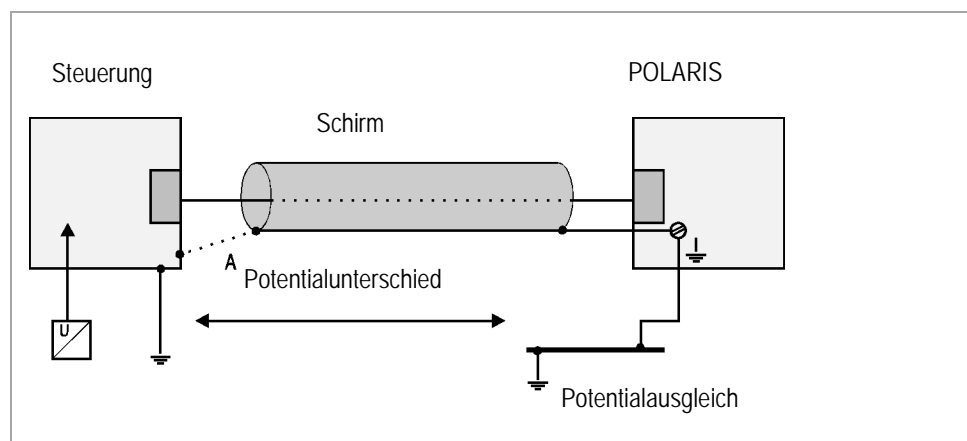 Steuerung
POLARIS
Schirm
A
Potentialunterschied
U
Potentialausgleich